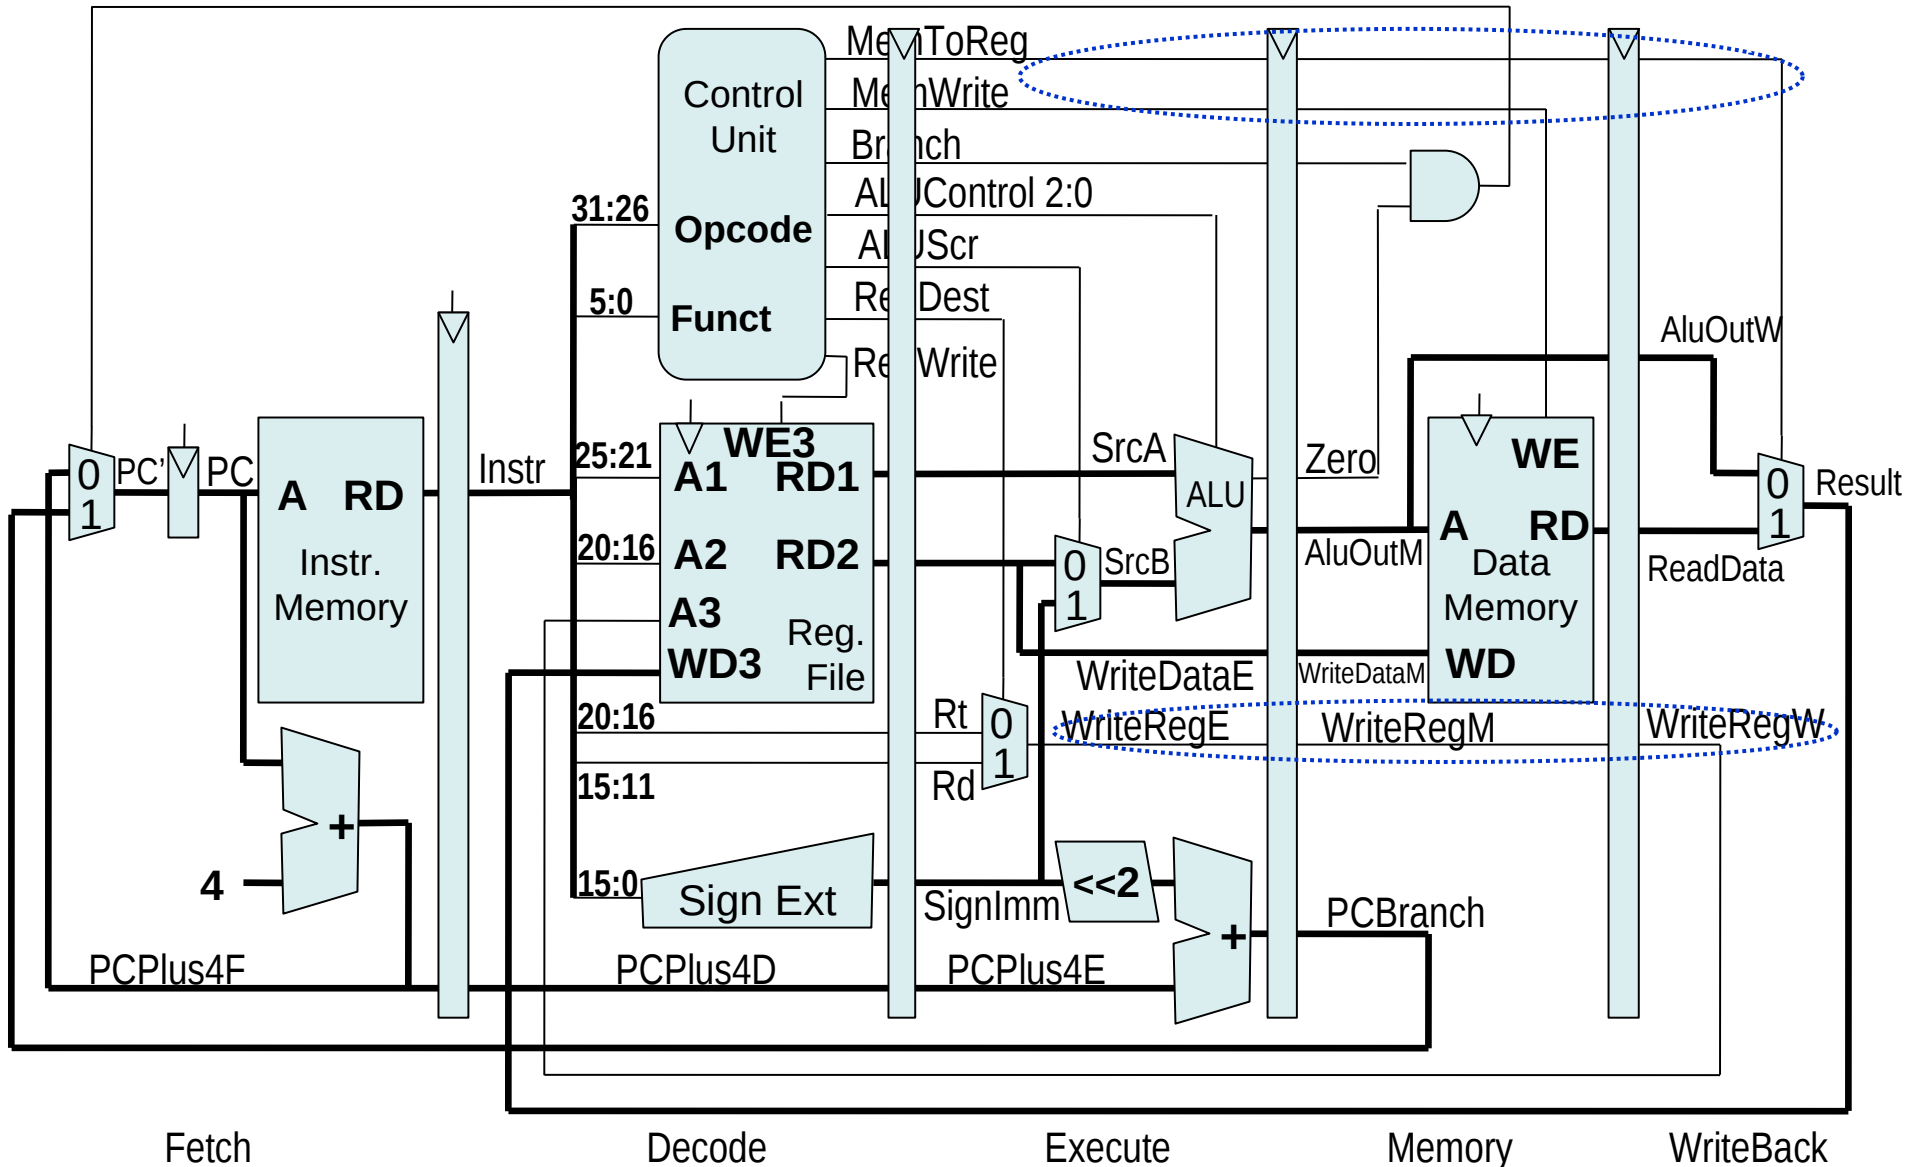 MemToReg
Control
Unit
MemWrite
Branch
ALUControl 2:0
31:26
Opcode
ALUScr
5:0
Funct
RegDest
RegWrite
AluOutW
WE3
25:21
A1
RD1
SrcA
Zero
WE
0
1
PC'
PC
A
RD
Instr
ALU
0
1
Result
Instr.
Memory
20:16
A2
RD2
0
1
SrcB
AluOutM
A
RD
Data
Memory
ReadData
A3
Reg.
File
WD3
WriteDataE
WriteDataM
WD
20:16
Rt
0
1
WriteRegE
WriteRegM
WriteRegW
15:11
Rd
+
4
15:0
Sign Ext
SignImm
<<2
+
PCBranch
PCPlus4F
PCPlus4D
PCPlus4E
Fetch
Decode
Execute
Memory
WriteBack